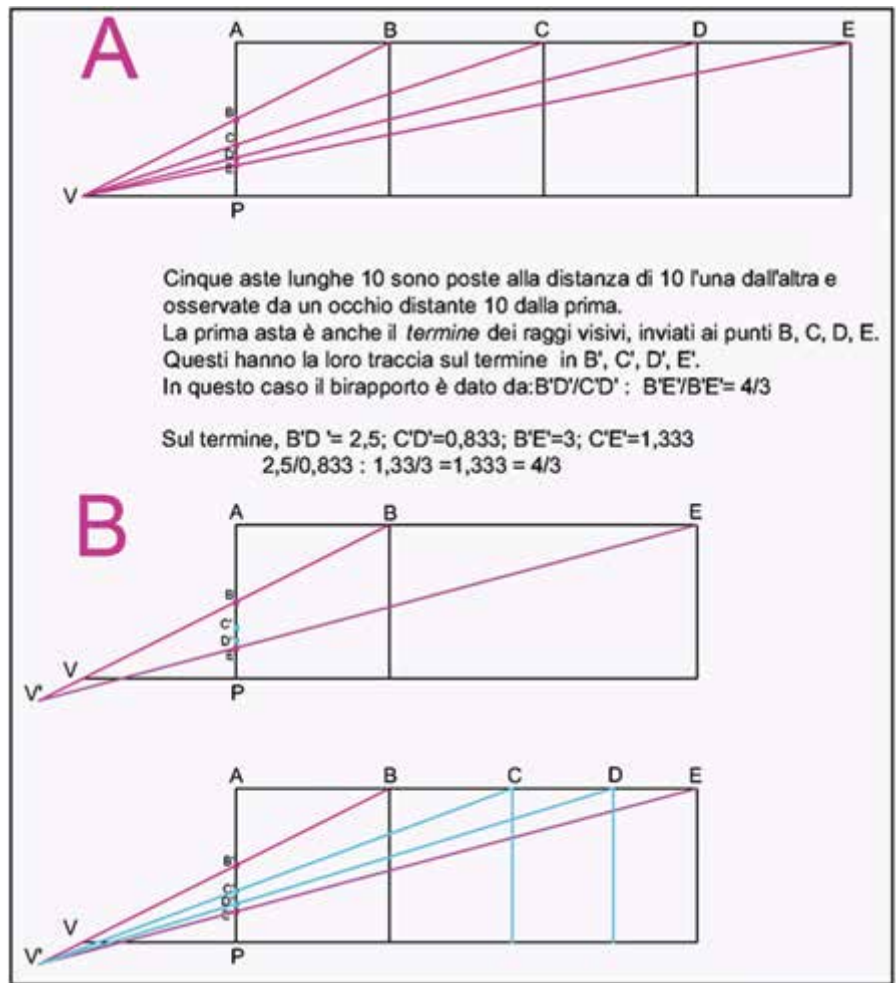 A
A B C D E
B'
C'
D'
E'
V
P
Cinque aste lunghe 10 sono poste alla distanza di 10 l'una dall'altra e
osservate da un occhio distante 10 dalla prima.
La prima asta è anche il termine dei raggi visivi, inviati ai punti B, C, D, E.
Questi hanno la loro traccia sul termine in B', C', D', E'.
In questo caso il birapporto è dato da:B'D'/C'D' : B'E'/B'E'= 4/3
Sul termine, B'D '= 2,5; C'D'=0,833; B'E'=3; C'E'=1,333
2,5/0,833 : 1,33/3 =1,333 = 4/3
B
A B E
B'
C'
D'
E'
V
V'
P
A B C D E
B'
C'
D'
E'
V
V'
P